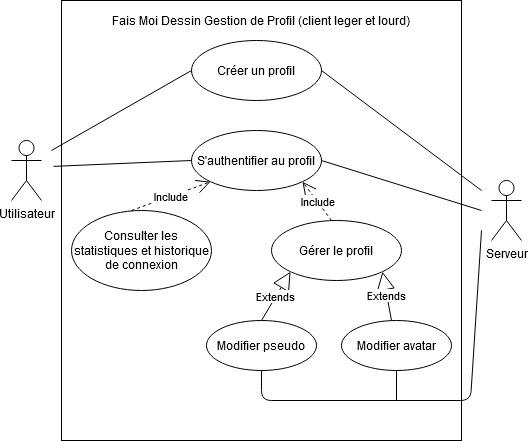 Fais Moi Dessin Gestion de Profil (client leger et lourd)
Créer un profil
S'authentifier au profil
Utilisateur
Include
Include
Consulter les
statistiques et historique
de connexion
Gérer le profil
Serveur
Extends
Extends
Modifier pseudo
Modifier avatar